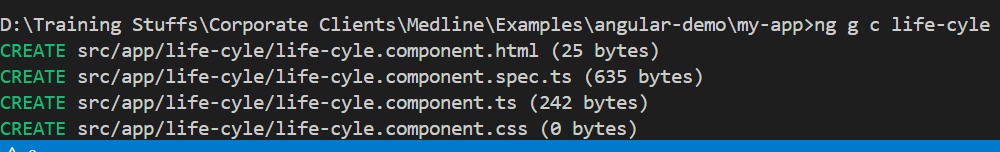 D:\Training Stuffs\Corporate Clients\Medline\Examples\angular-demo\my-app>ng g c life-cyle
CREATE src/app/life-cyle/life-cyle.component.html (25 bytes)
CREATE src/app/life-cyle/life-cyle.component.spec.ts (635 bytes)
CREATE src/app/life-cyle/life-cyle.component.ts (242 bytes)
CREATE src/app/life-cyle/life-cyle.component.css (0 bytes)